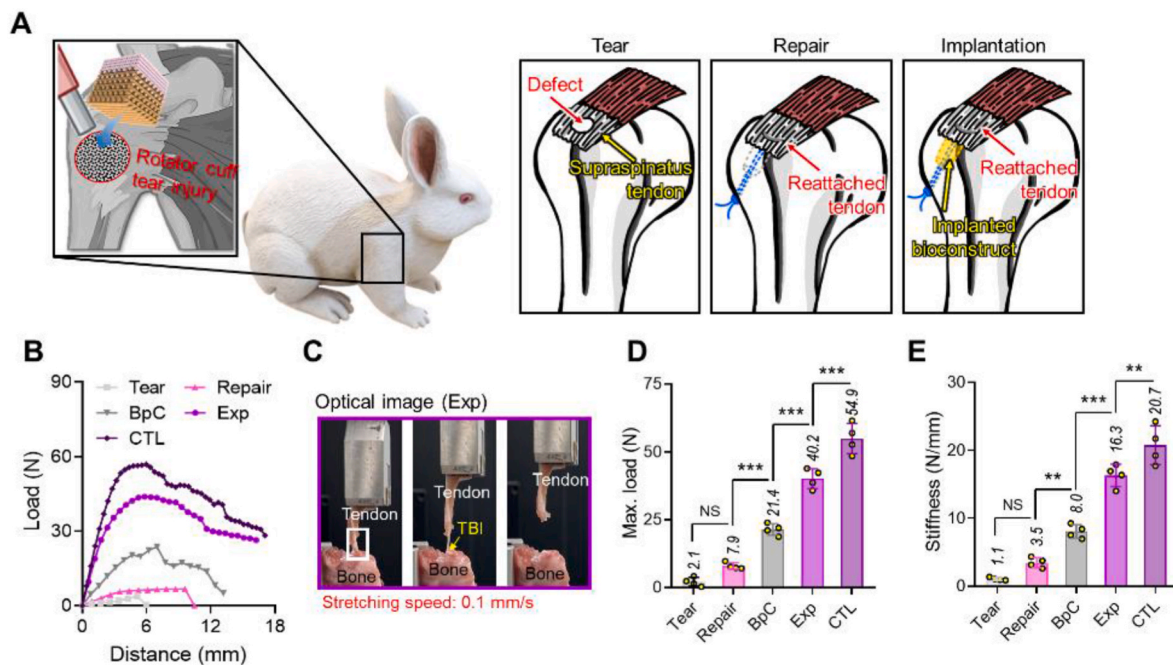 A
Rotator cuff
tear injury
Tear
Defect
Supraspinatus
tendon
Repair
Reattached
tendon
Implantation
Reattached
tendon
Implanted
bioconstruct
B
Tear
Repair
BpC
Exp
CTL
Load (N)
90
60
30
0
0
6
12
18
Distance (mm)
C
Optical image (Exp)
Tendon
Bone
Tendon
TBI
Bone
Tendon
Bone
Stretching speed: 0.1 mm/s
D
Max. load (N)
75
50
25
0
NS
***
***
***
2.1
7.9
21.4
40.2
54.9
Tear
Repair
BpC
Exp
CTL
E
Stiffness (N/mm)
30
20
10
0
NS
**
***
**
1.1
3.5
8.0
16.3
20.7
Tear
Repair
BpC
Exp
CTL